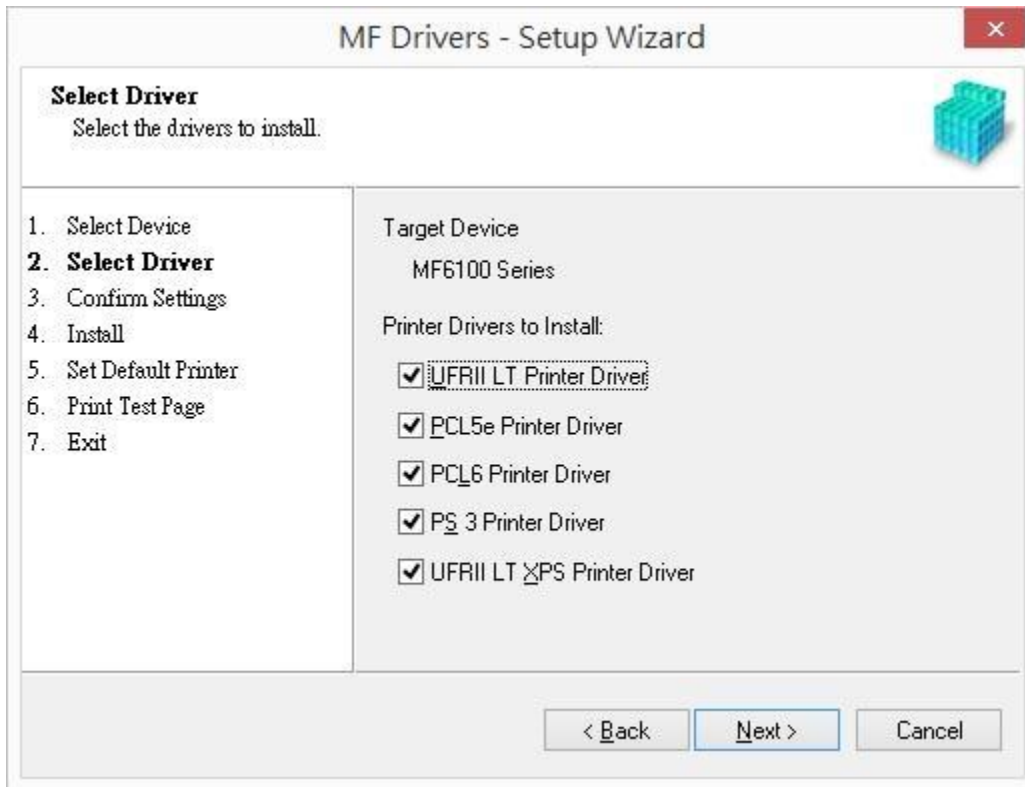 MF Drivers - Setup Wizard
Select Driver
Select the drivers to install.
1. Select Device
2. Select Driver
3. Confirm Settings
4. Install
5. Set Default Printer
6. Print Test Page
7. Exit
Target Device
MF6100 Series
Printer Drivers to Install:
UFRII LT Printer Driver
PCL5e Printer Driver
PCL6 Printer Driver
PS 3 Printer Driver
UFRII LT XPS Printer Driver
< Back
Next >
Cancel